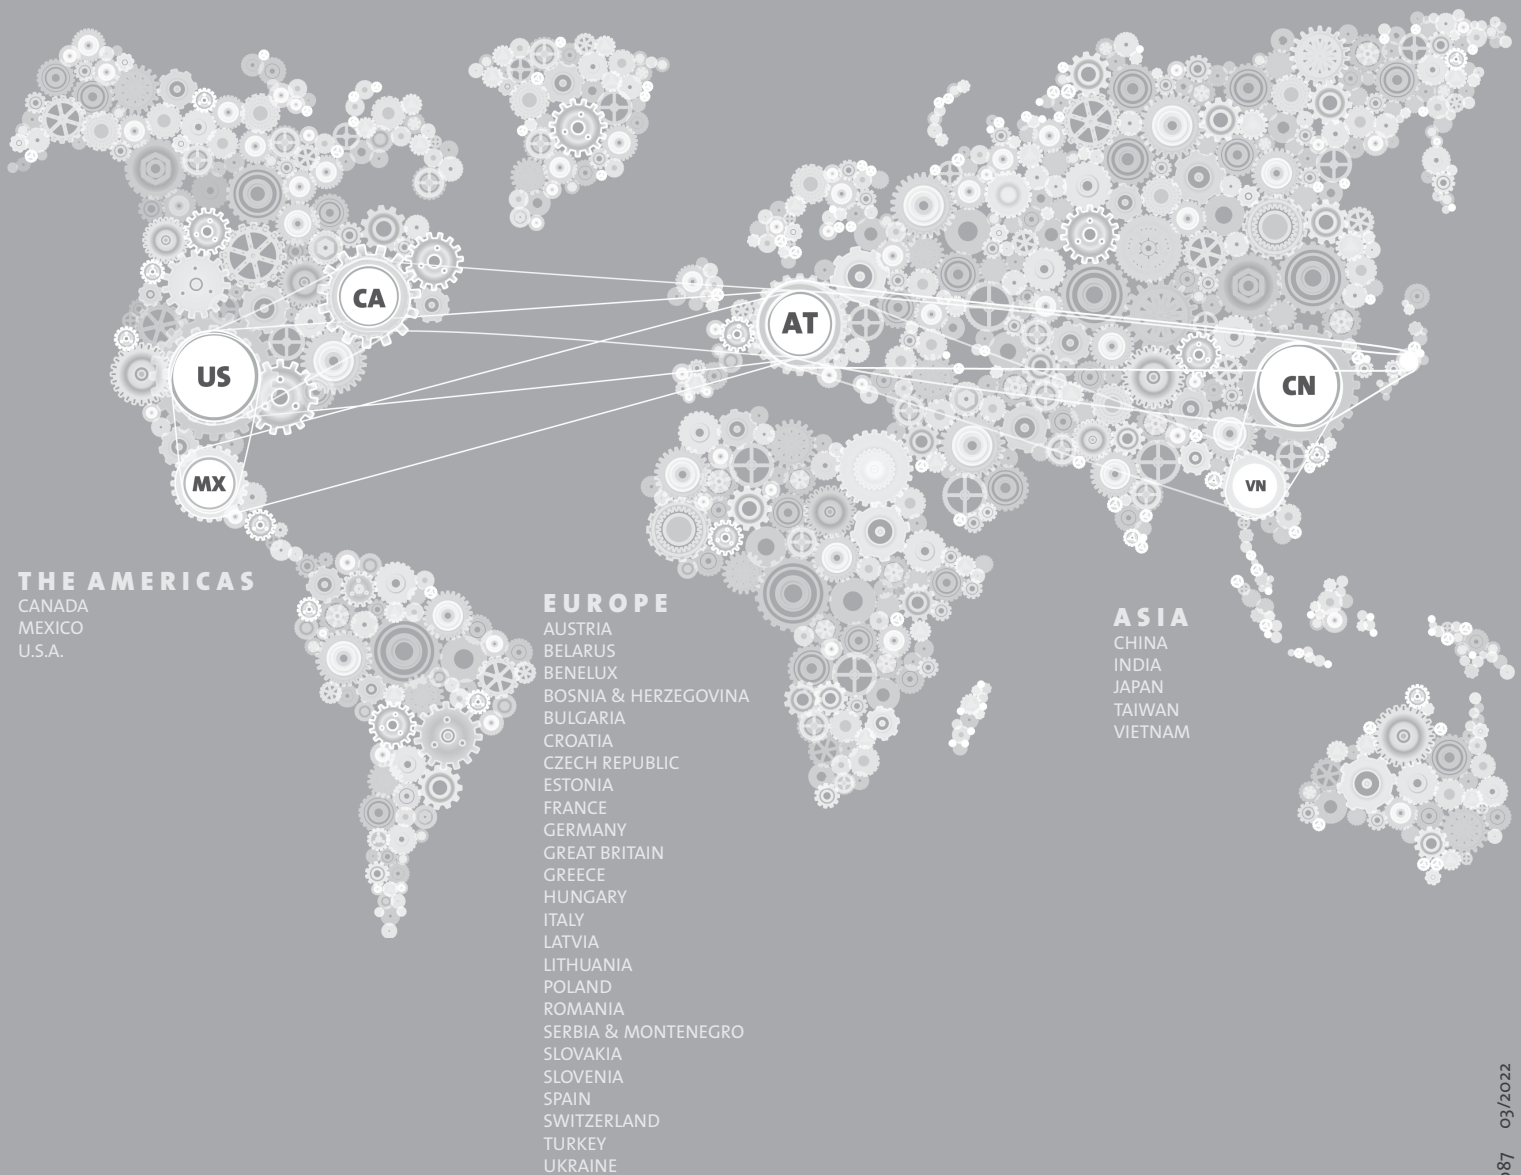 CA
AT
US
CN
MX
VN
THE AMERICAS
CANADA
MEXICO
U.S.A.
EUROPE
AUSTRIA
BELARUS
BENELUX
BOSNIA & HERZEGOVINA
BULGARIA
CROATIA
CZECH REPUBLIC
ESTONIA
FRANCE
GERMANY
GREAT BRITAIN
GREECE
HUNGARY
ITALY
LATVIA
LITHUANIA
POLAND
ROMANIA
SERBIA & MONTENEGRO
SLOVAKIA
SLOVENIA
SPAIN
SWITZERLAND
TURKEY
UKRAINE
ASIA
CHINA
INDIA
JAPAN
TAIWAN
VIETNAM
03/2022